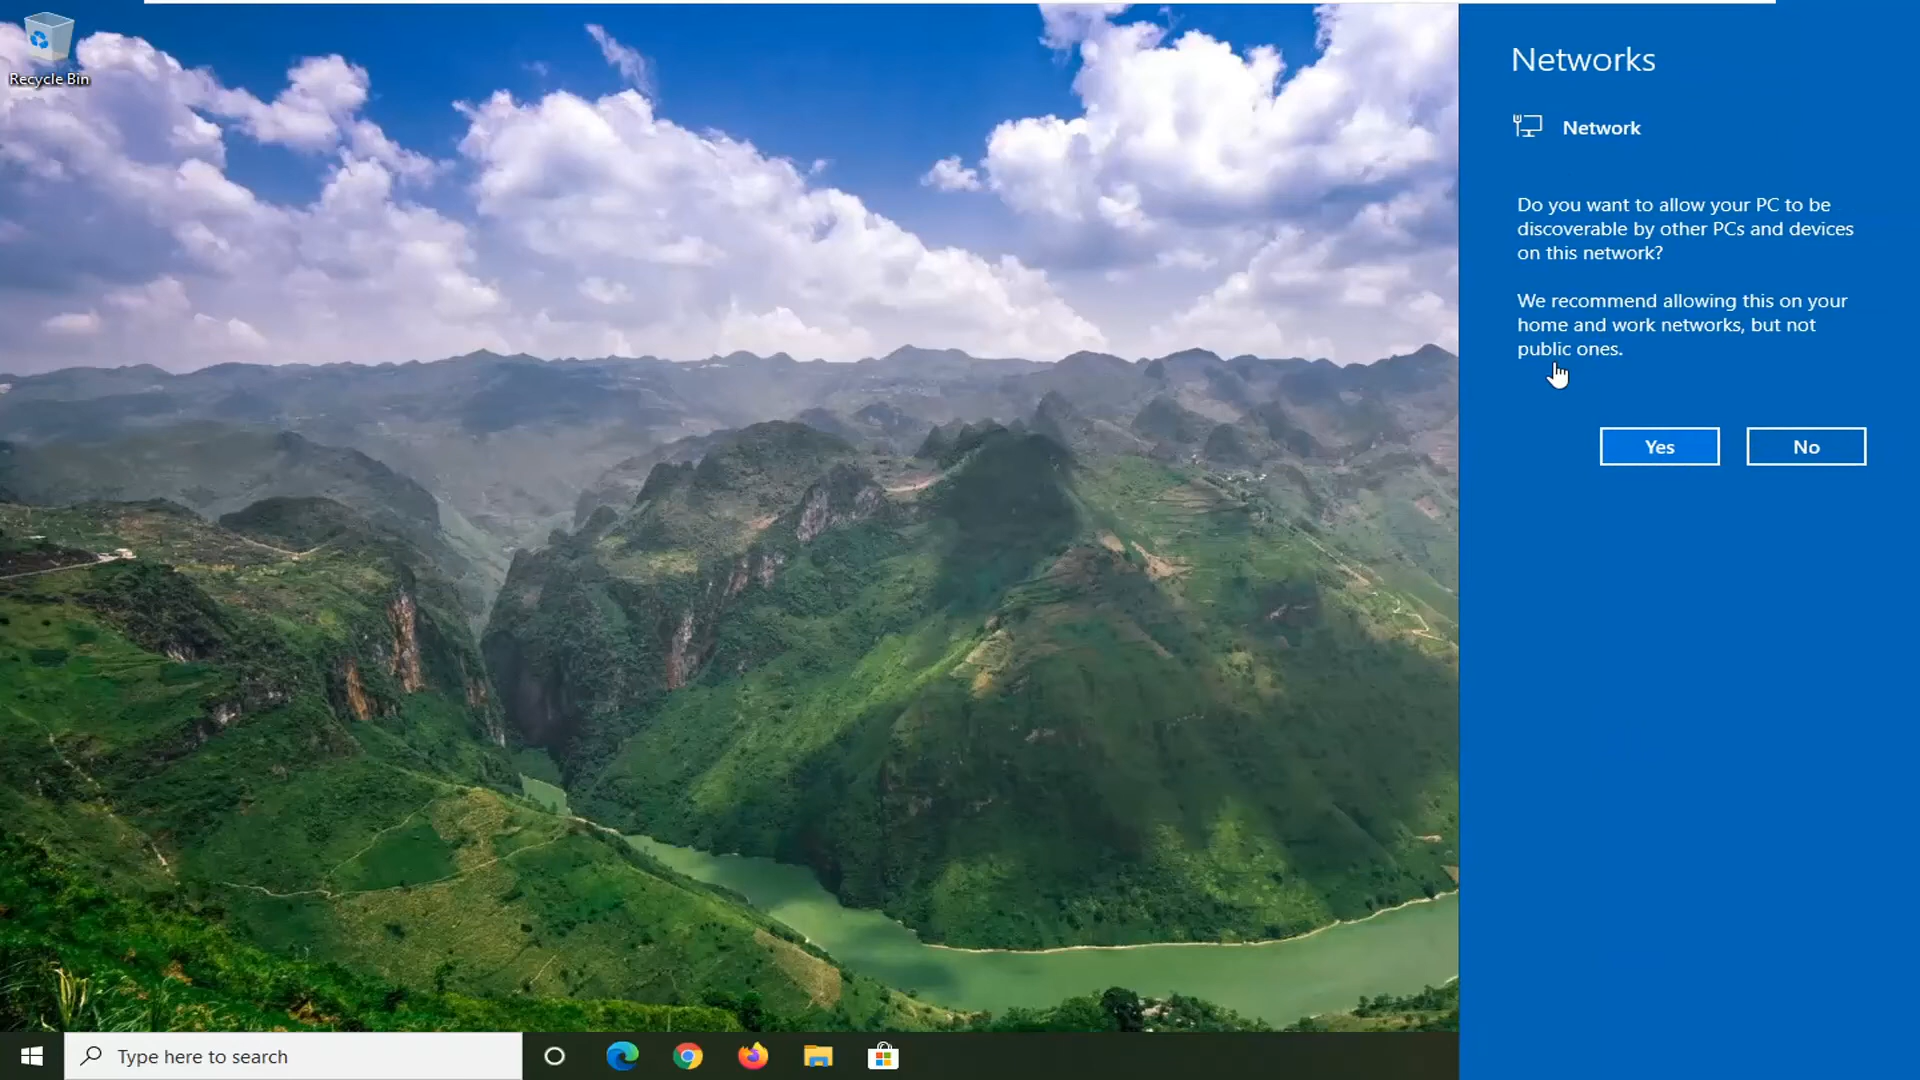 Recycle Bin
Networks
Network
Do you want to allow your PC to be
discoverable by other PCs and devices
on this network?
We recommend allowing this on your
home and work networks, but not
public ones.
Yes
No
Type here to search